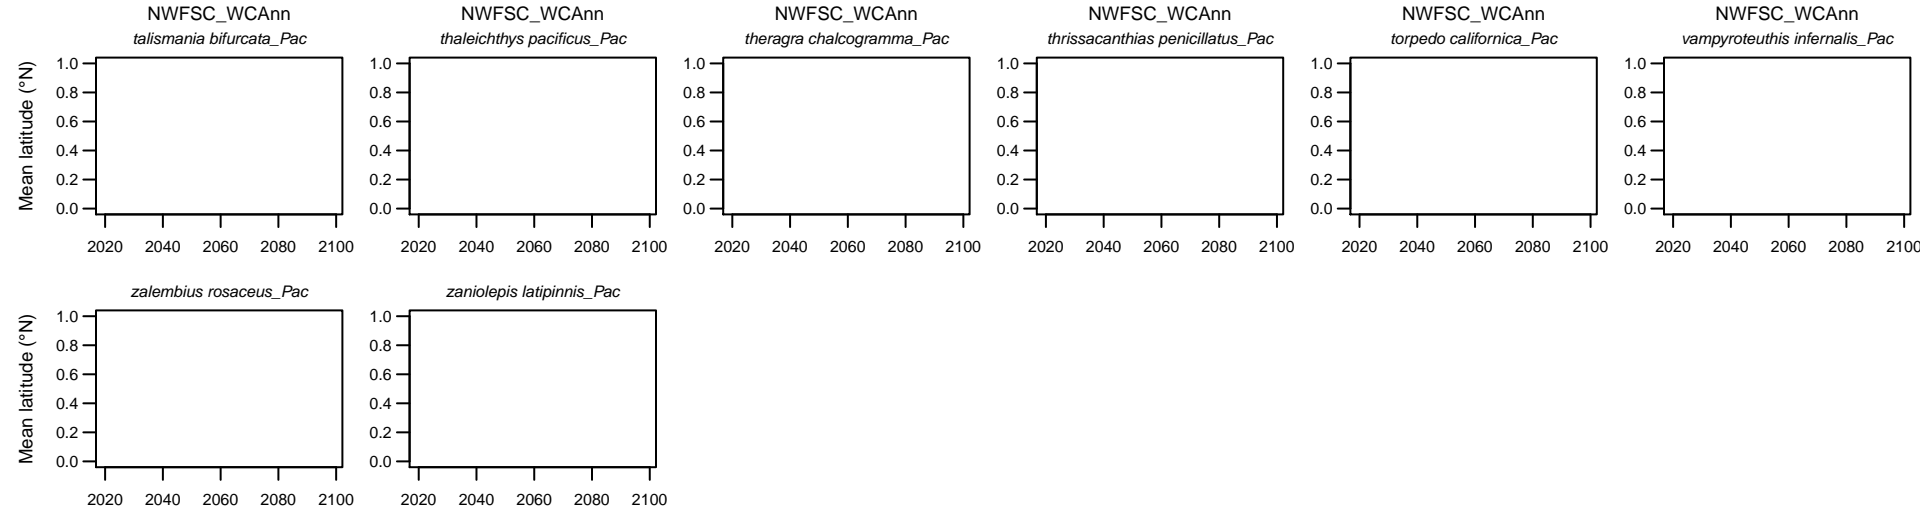 NWFSC_WCAnn NWFSC_WCAnn NWFSC_WCAnn NWFSC_WCAnn NWFSC_WCAnn NWFSC_WCAnn
talismania bifurcata_Pac thaleichthys pacificus_Pac theragra chalcogramma_Pac thrissacanthias penicillatus_Pac torpedo californica_Pac vampyroteuthis infernalis_Pac
Mean latitude (°N)
1.0 1.0 1.0 1.0 1.0 1.0
0.8 0.8 0.8 0.8 0.8 0.8
0.6 0.6 0.6 0.6 0.6 0.6
0.4 0.4 0.4 0.4 0.4 0.4
0.2 0.2 0.2 0.2 0.2 0.2
0.0 0.0 0.0 0.0 0.0 0.0
2020 2040 2060 2080 2100 2020 2040 2060 2080 2100 2020 2040 2060 2080 2100 2020 2040 2060 2080 2100 2020 2040 2060 2080 2100 2020 2040 2060 2080 2100
zalembius rosaceus_Pac zaniolepis latipinnis_Pac
Mean latitude (°N)
1.0 1.0
0.8 0.8
0.6 0.6
0.4 0.4
0.2 0.2
0.0 0.0
2020 2040 2060 2080 2100 2020 2040 2060 2080 2100